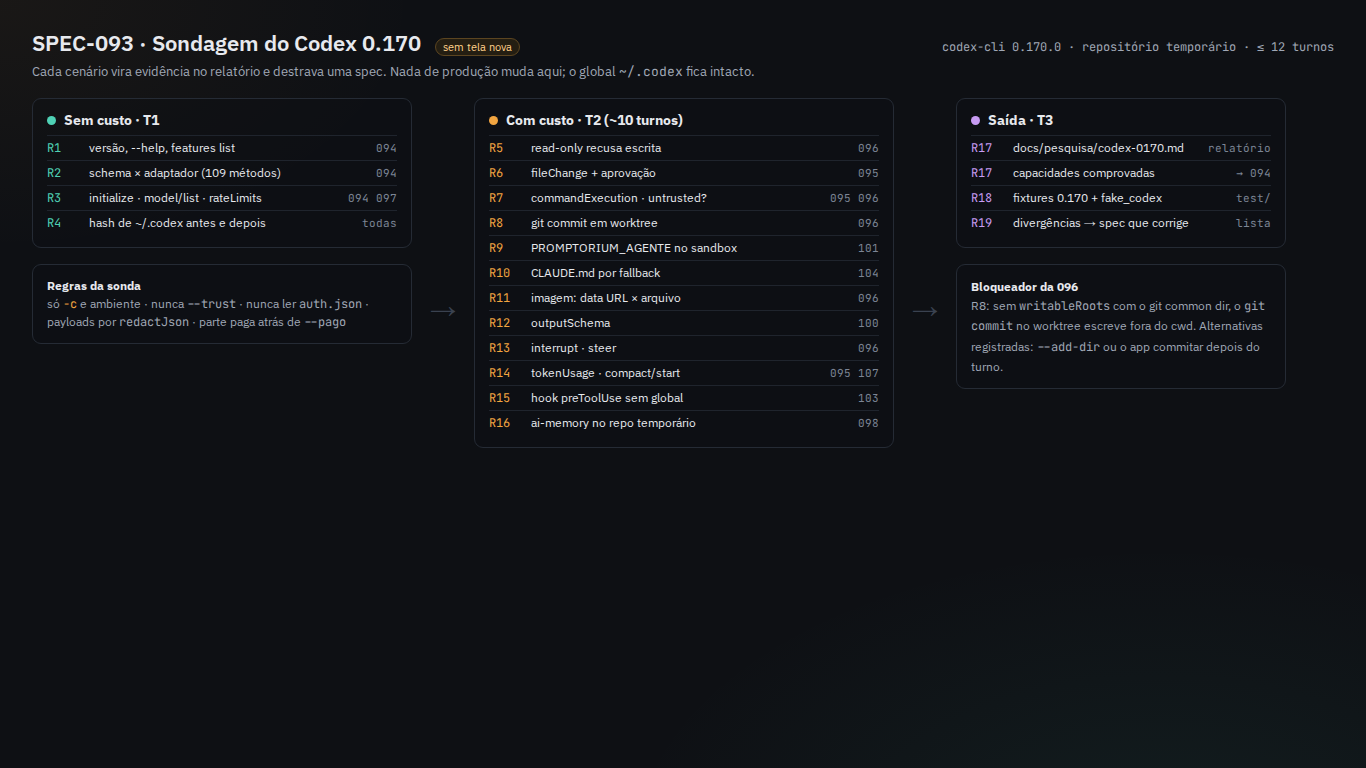 SPEC-093 · Sondagem do Codex 0.170 sem tela nova
codex-cli 0.170.0 · repositório temporário · ≤ 12 turnos
Cada cenário vira evidência no relatório e destrava uma spec. Nada de produção muda aqui; o global ~/.codex fica intacto.
Sem custo · T1
R1 versão, --help, features list 094
R2 schema × adaptador (109 métodos) 094
R3 initialize · model/list · rateLimits 094 097
R4 hash de ~/.codex antes e depois todas
Regras da sonda
só -c e ambiente · nunca --trust · nunca ler auth.json ·
payloads por redactJson · parte paga atrás de --pago
→
Com custo · T2 (~10 turnos)
R5 read-only recusa escrita 096
R6 fileChange + aprovação 095
R7 commandExecution · untrusted? 095 096
R8 git commit em worktree 096
R9 PROMPTORIUM_AGENTE no sandbox 101
R10 CLAUDE.md por fallback 104
R11 imagem: data URL × arquivo 096
R12 outputSchema 100
R13 interrupt · steer 096
R14 tokenUsage · compact/start 095 107
R15 hook preToolUse sem global 103
R16 ai-memory no repo temporário 098
→
Saída · T3
R17 docs/pesquisa/codex-0170.md relatório
R17 capacidades comprovadas → 094
R18 fixtures 0.170 + fake_codex test/
R19 divergências → spec que corrige lista
Bloqueador da 096
R8: sem writableRoots com o git common dir, o git
commit no worktree escreve fora do cwd. Alternativas
registradas: --add-dir ou o app commitar depois do
turno.